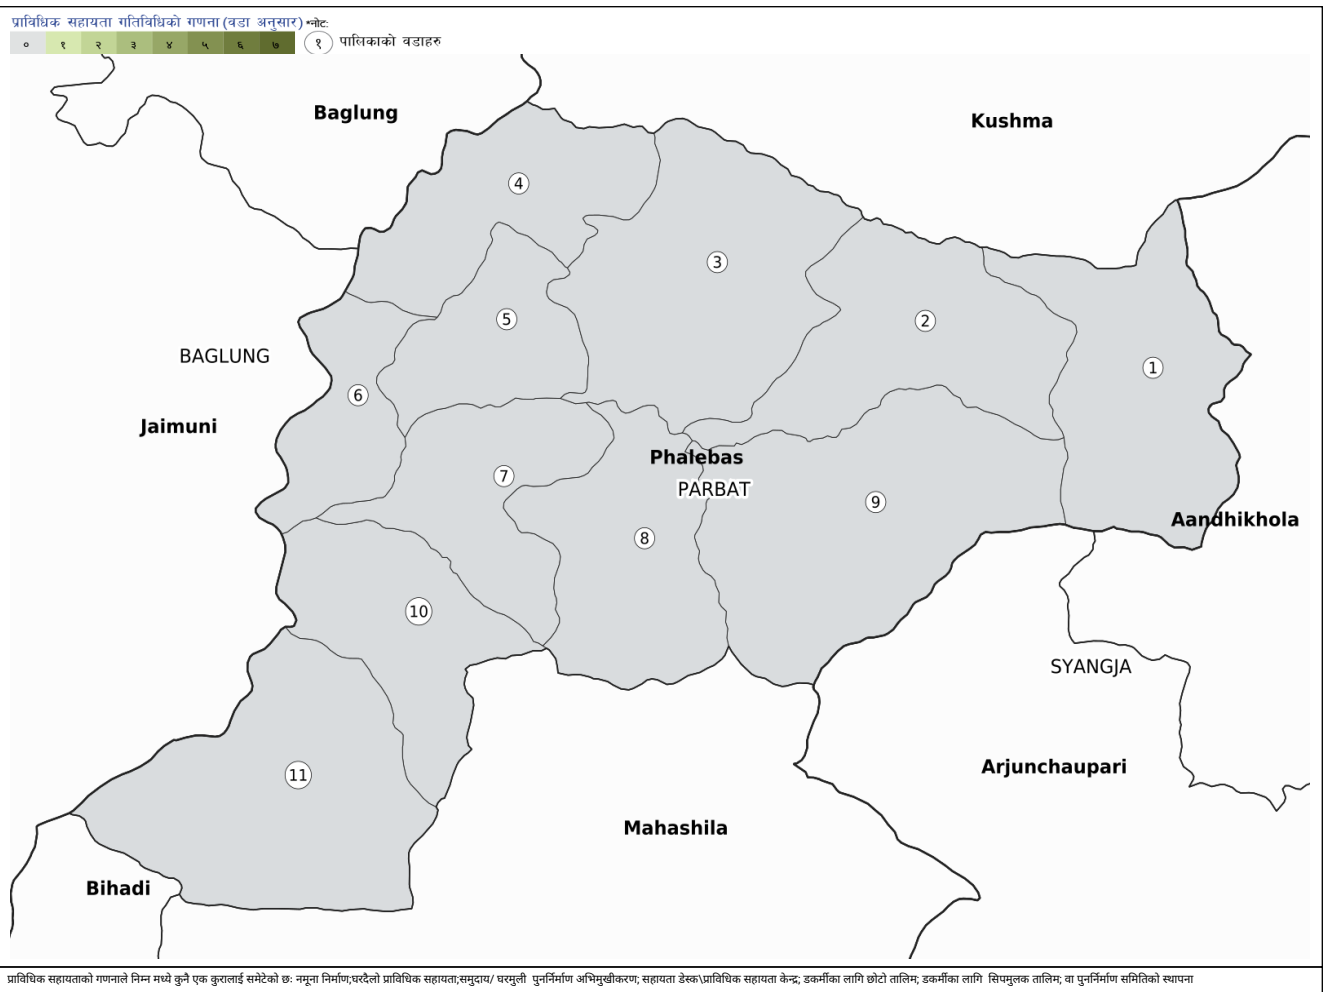 प्राविधिक सहायता गतिविधिको गणना (वडा अनुसार) *नोट:
० १ २ ३ ४ ५ ६ ७ १ पालिकाको वडाहरु
Baglung
Kushma
4
3
5
2
BAGLUNG
1
6
Jaimuni
Phalebas
7
PARBAT
9
Aandhikhola
8
10
SYANGJA
11
Arjunchaupari
Mahashila
Bihadi
प्राविधिक सहायताको गणनाले निम्न मध्ये कुनै एक कुरालाई समेटेको छः नमूना निर्माण;घरदैलो प्राविधिक सहायता;समुदाय/ घरमुली पुनर्निर्माण अभिमुखीकरण; सहायता डेस्क\प्राविधिक सहायता केन्द्र; डकर्मीका लागि छोटो तालिम; डकर्मीका लागि सिपमुलक तालिम; वा पुनर्निर्माण समितिको स्थापना